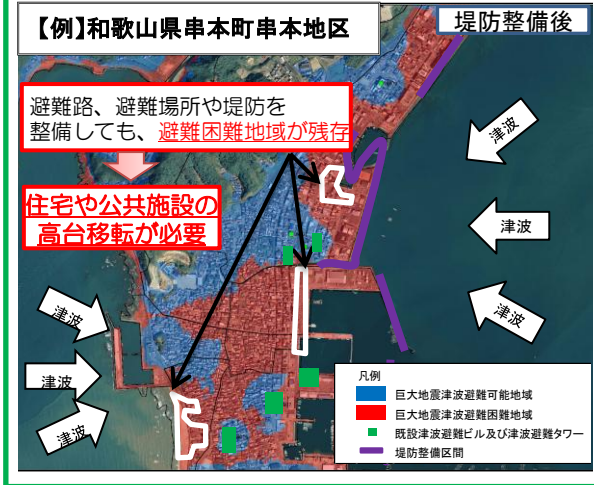 【例】和歌山県串本町串本地区
堤防整備後
避難路、避難場所や堤防を
整備しても、避難困難地域が残存
住宅や公共施設の
高台移転が必要
津波
津波
津波
津波
津波
津波
凡例
巨大地震津波避難可能地域
巨大地震津波避難困難地域
既設津波避難ビル及び津波避難タワー
堤防整備区間